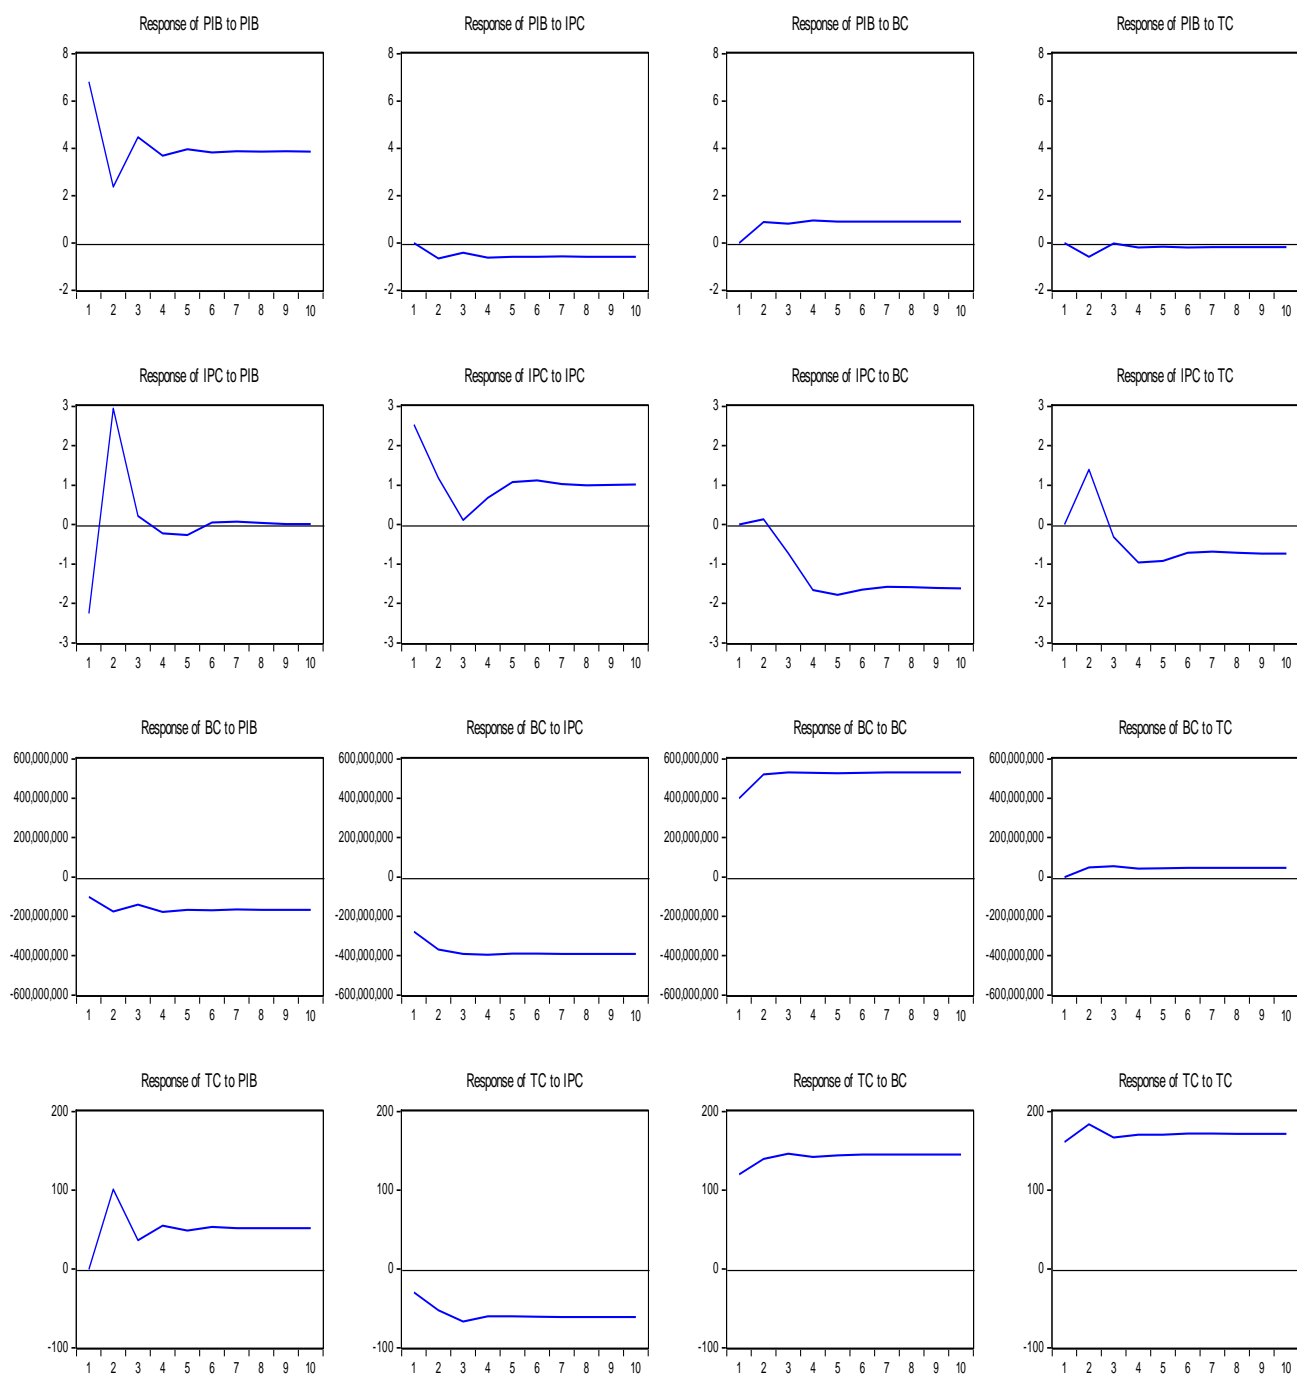 Response of PIB to PIB
Response of PIB to IPC
Response of PIB to BC
Response of PIB to TC
8 8 8 8
6 6 6 6
4 4 4 4
2 2 2 2
0 0 0 0
-2 -2 -2 -2
1 2 3 4 5 6 7 8 9 10 1 2 3 4 5 6 7 8 9 10 1 2 3 4 5 6 7 8 9 10 1 2 3 4 5 6 7 8 9 10
Response of IPC to PIB
Response of IPC to IPC
Response of IPC to BC
Response of IPC to TC
3 3 3 3
2 2 2 2
1 1 1 1
0 0 0 0
-1 -1 -1 -1
-2 -2 -2 -2
-3 -3 -3 -3
1 2 3 4 5 6 7 8 9 10 1 2 3 4 5 6 7 8 9 10 1 2 3 4 5 6 7 8 9 10 1 2 3 4 5 6 7 8 9 10
Response of BC to PIB
Response of BC to IPC
Response of BC to BC
Response of BC to TC
600,000,000 600,000,000 600,000,000 600,000,000
400,000,000 400,000,000 400,000,000 400,000,000
200,000,000 200,000,000 200,000,000 200,000,000
0 0 0 0
-200,000,000 -200,000,000 -200,000,000 -200,000,000
-400,000,000 -400,000,000 -400,000,000 -400,000,000
-600,000,000 -600,000,000 -600,000,000 -600,000,000
1 2 3 4 5 6 7 8 9 10 1 2 3 4 5 6 7 8 9 10 1 2 3 4 5 6 7 8 9 10 1 2 3 4 5 6 7 8 9 10
Response of TC to PIB
Response of TC to IPC
Response of TC to BC
Response of TC to TC
200 200 200 200
100 100 100 100
0 0 0 0
-100 -100 -100 -100
1 2 3 4 5 6 7 8 9 10 1 2 3 4 5 6 7 8 9 10 1 2 3 4 5 6 7 8 9 10 1 2 3 4 5 6 7 8 9 10